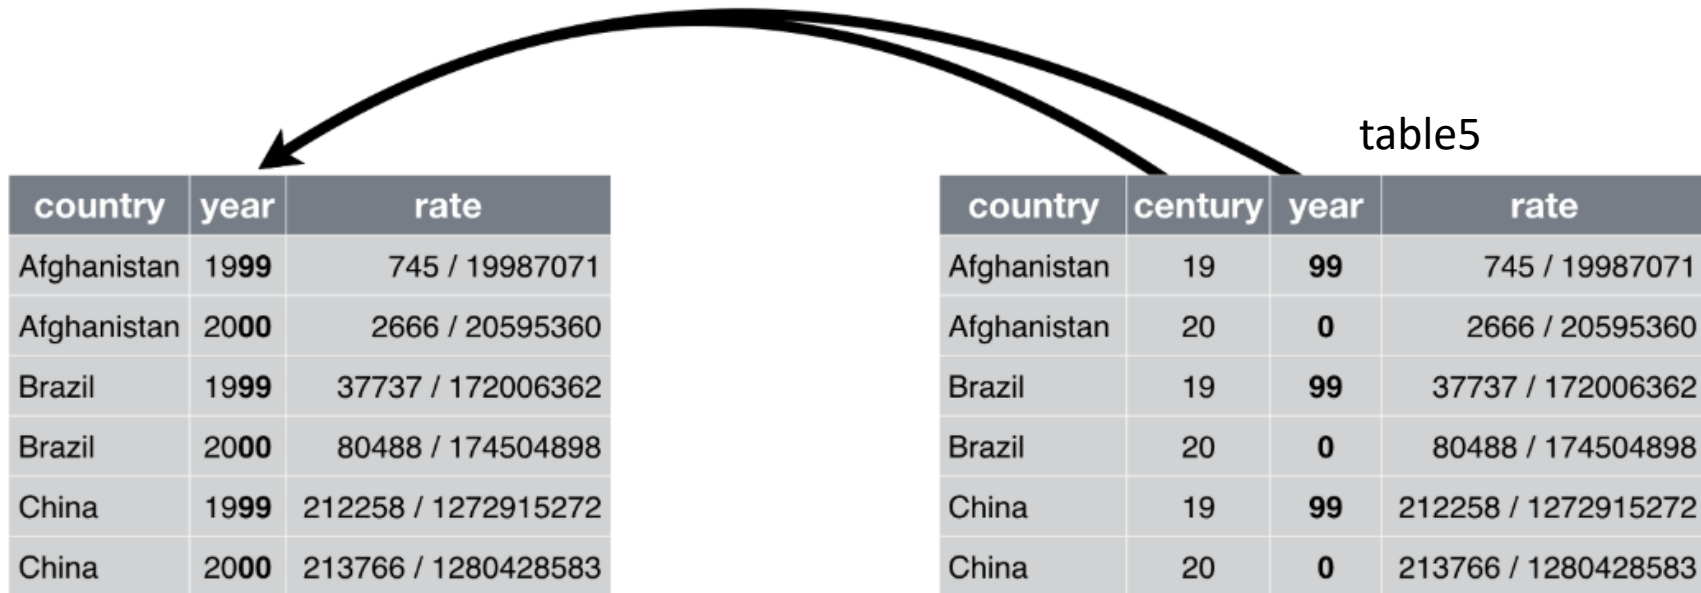 table5
country year rate
Afghanistan 1999 745 / 19987071
Afghanistan 2000 2666 / 20595360
Brazil 1999 37737 / 172006362
Brazil 2000 80488 / 174504898
China 1999 212258 / 1272915272
China 2000 213766 / 1280428583
country century year rate
Afghanistan 19 99 745 / 19987071
Afghanistan 20 0 2666 / 20595360
Brazil 19 99 37737 / 172006362
Brazil 20 0 80488 / 174504898
China 19 99 212258 / 1272915272
China 20 0 213766 / 1280428583